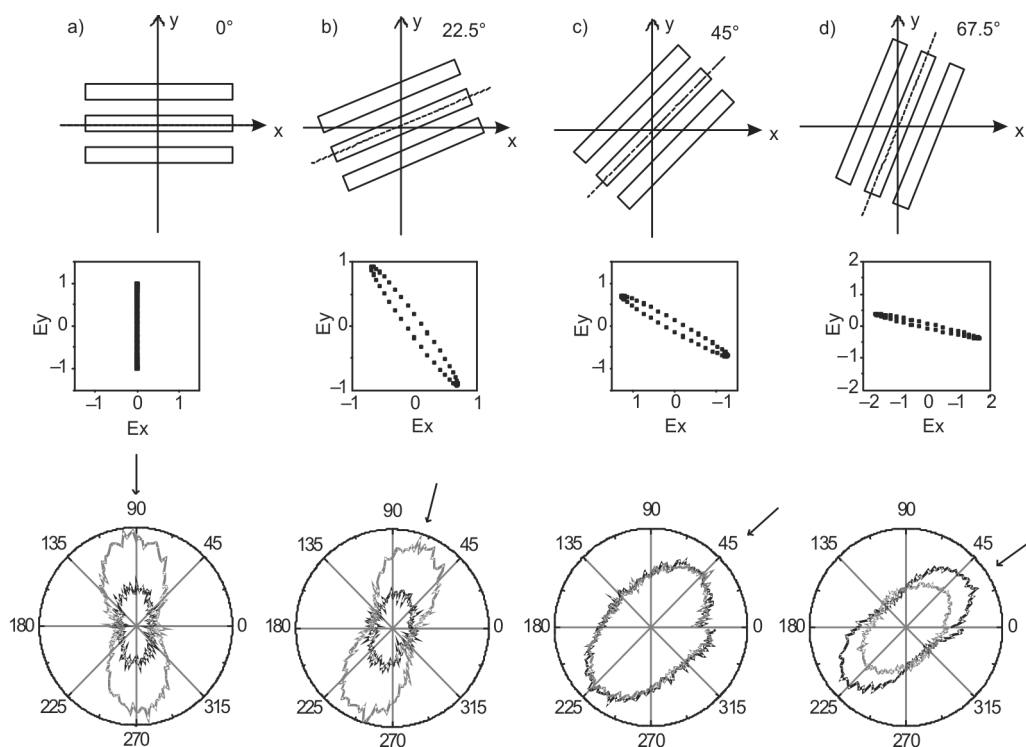 a)
y
0°
x
b)
y
22.5°
x
c)
y
45°
x
d)
y
67.5°
x
Ey
1
0
–1
–1 0 1
Ex
Ey
1
0
–1
–1 0 1
Ex
Ey
1
0
–1
1 0 –1
Ex
Ey
2
1
0
–1
–2
–2 –1 0 –1 2
Ex
90
135 45
180 0
225 315
270
90
135 45
180 0
225 315
270
90
135 45
180 0
225 315
270
90
135 45
180 0
225 315
270